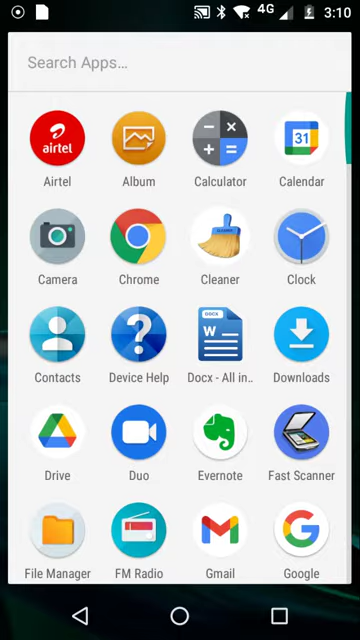 4G 3:10
Search Apps...
airtel
31
Airtel Album Calculator Calendar
CLEANER
Camera Chrome Cleaner Clock
DOCX
W
Contacts Device Help Docx - All in.. Downloads
Drive Duo Evernote Fast Scanner
File Manager FM Radio Gmail Google